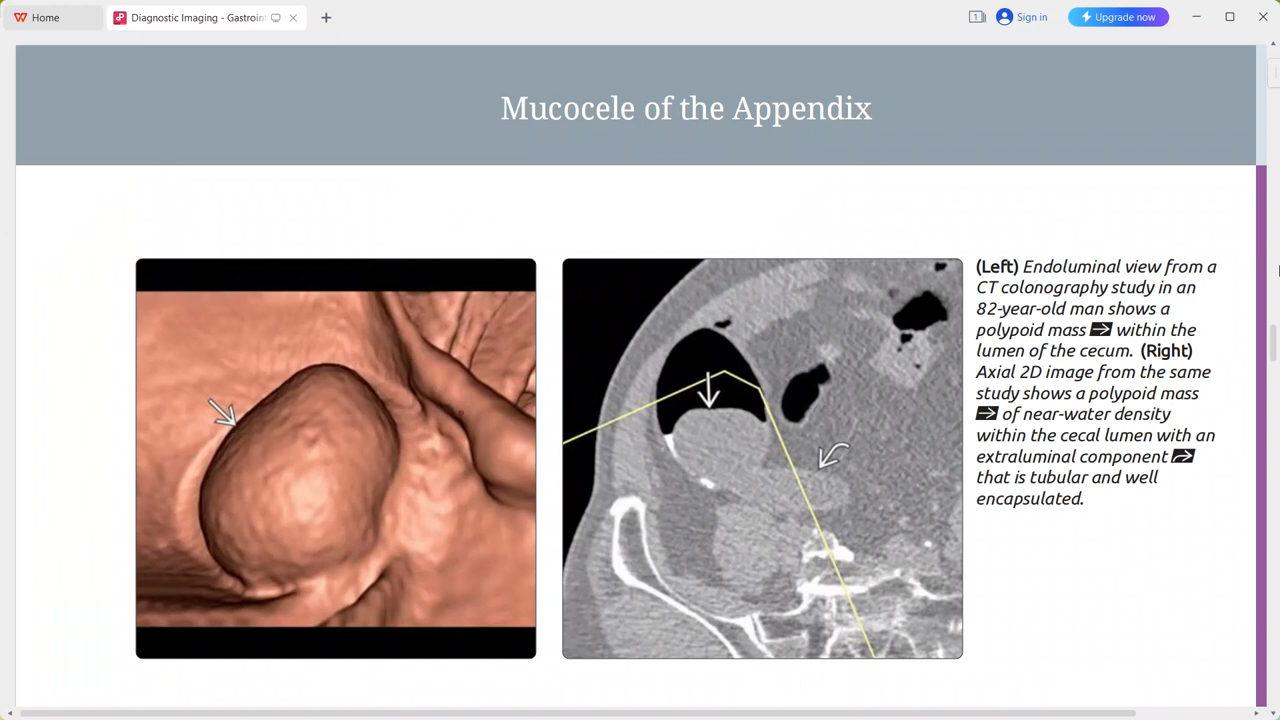 Home
Diagnostic Imaging - Gastroint
1
Sign in
Upgrade now
Mucocele of the Appendix
(Left) Endoluminal view from a
CT colonography study in an
82-year-old man shows a
polypoid mass within the
lumen of the cecum. (Right)
Axial 2D image from the same
study shows a polypoid mass
of near-water density
within the cecal lumen with an
extraluminal component
that is tubular and well
encapsulated.